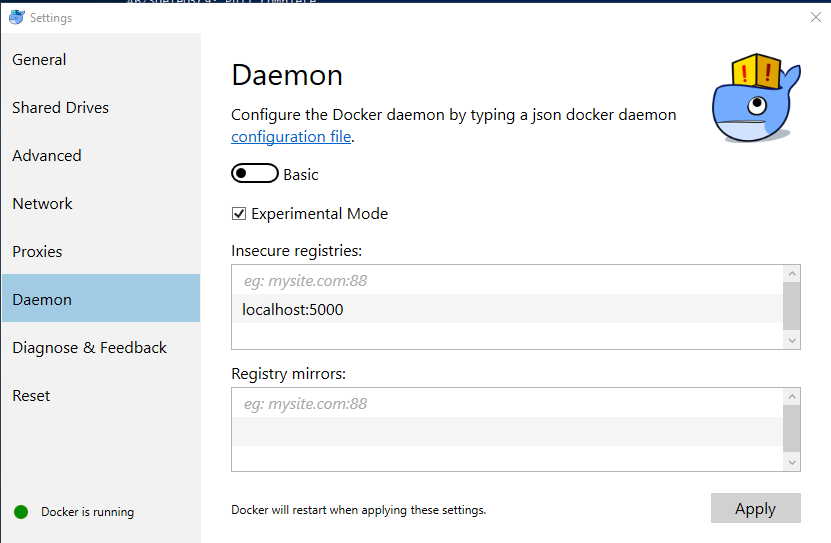 Settings
General
Shared Drives
Advanced
Network
Proxies
Daemon
Diagnose & Feedback
Reset
Docker is running
Daemon
Configure the Docker daemon by typing a json docker daemon
configuration file.
Basic
Experimental Mode
Insecure registries:
eg: mysite.com:88
localhost:5000
Registry mirrors:
eg: mysite.com:88
Docker will restart when applying these settings.
Apply
! !